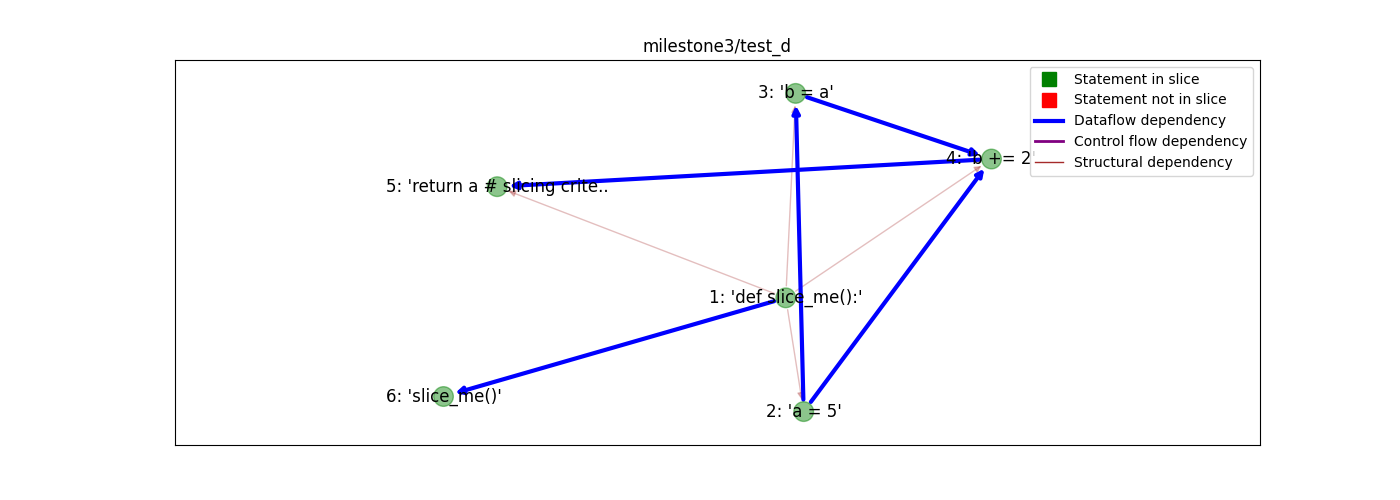 milestone3/test_d
Statement in slice
Statement not in slice
Dataflow dependency
Control flow dependency
Structural dependency
3: 'b = a'
4: 'b += 2'
5: 'return a # slicing crite..
1: 'def slice_me():'
6: 'slice_me()'
2: 'a = 5'